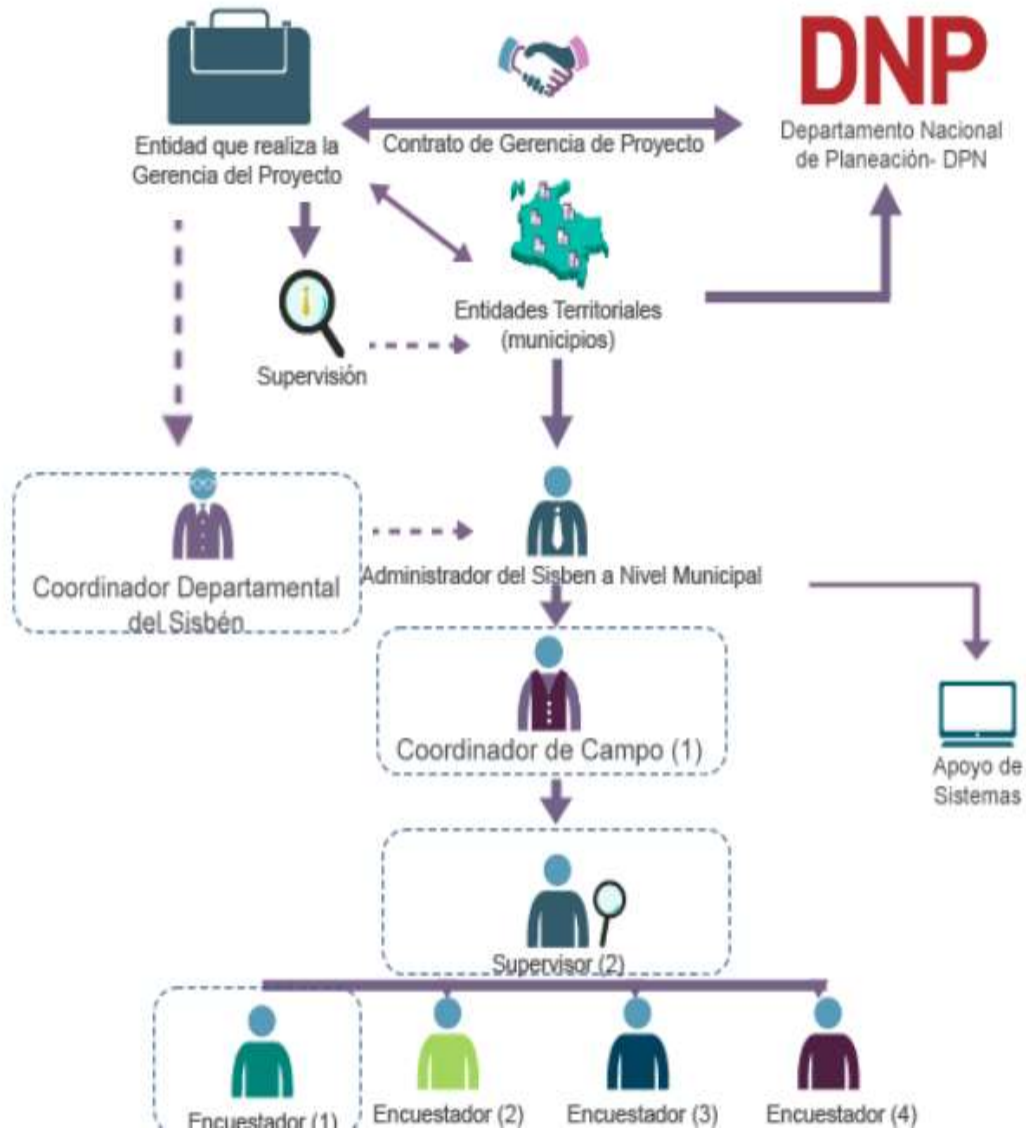 DNP
Entidad que realiza la
Gerencia del Proyecto
Contrato de Gerencia de Proyecto
Departamento Nacional
de Planeación- DPN
Entidades Territoriales
(municipios)
Supervisión
Coordinador Departamental
del Sisbén
Administrador del Sisben a Nivel Municipal
Coordinador de Campo (1)
Apoyo de
Sistemas
Supervisor (2)
Encuestador (1)
Encuestador (2)
Encuestador (3)
Encuestador (4)